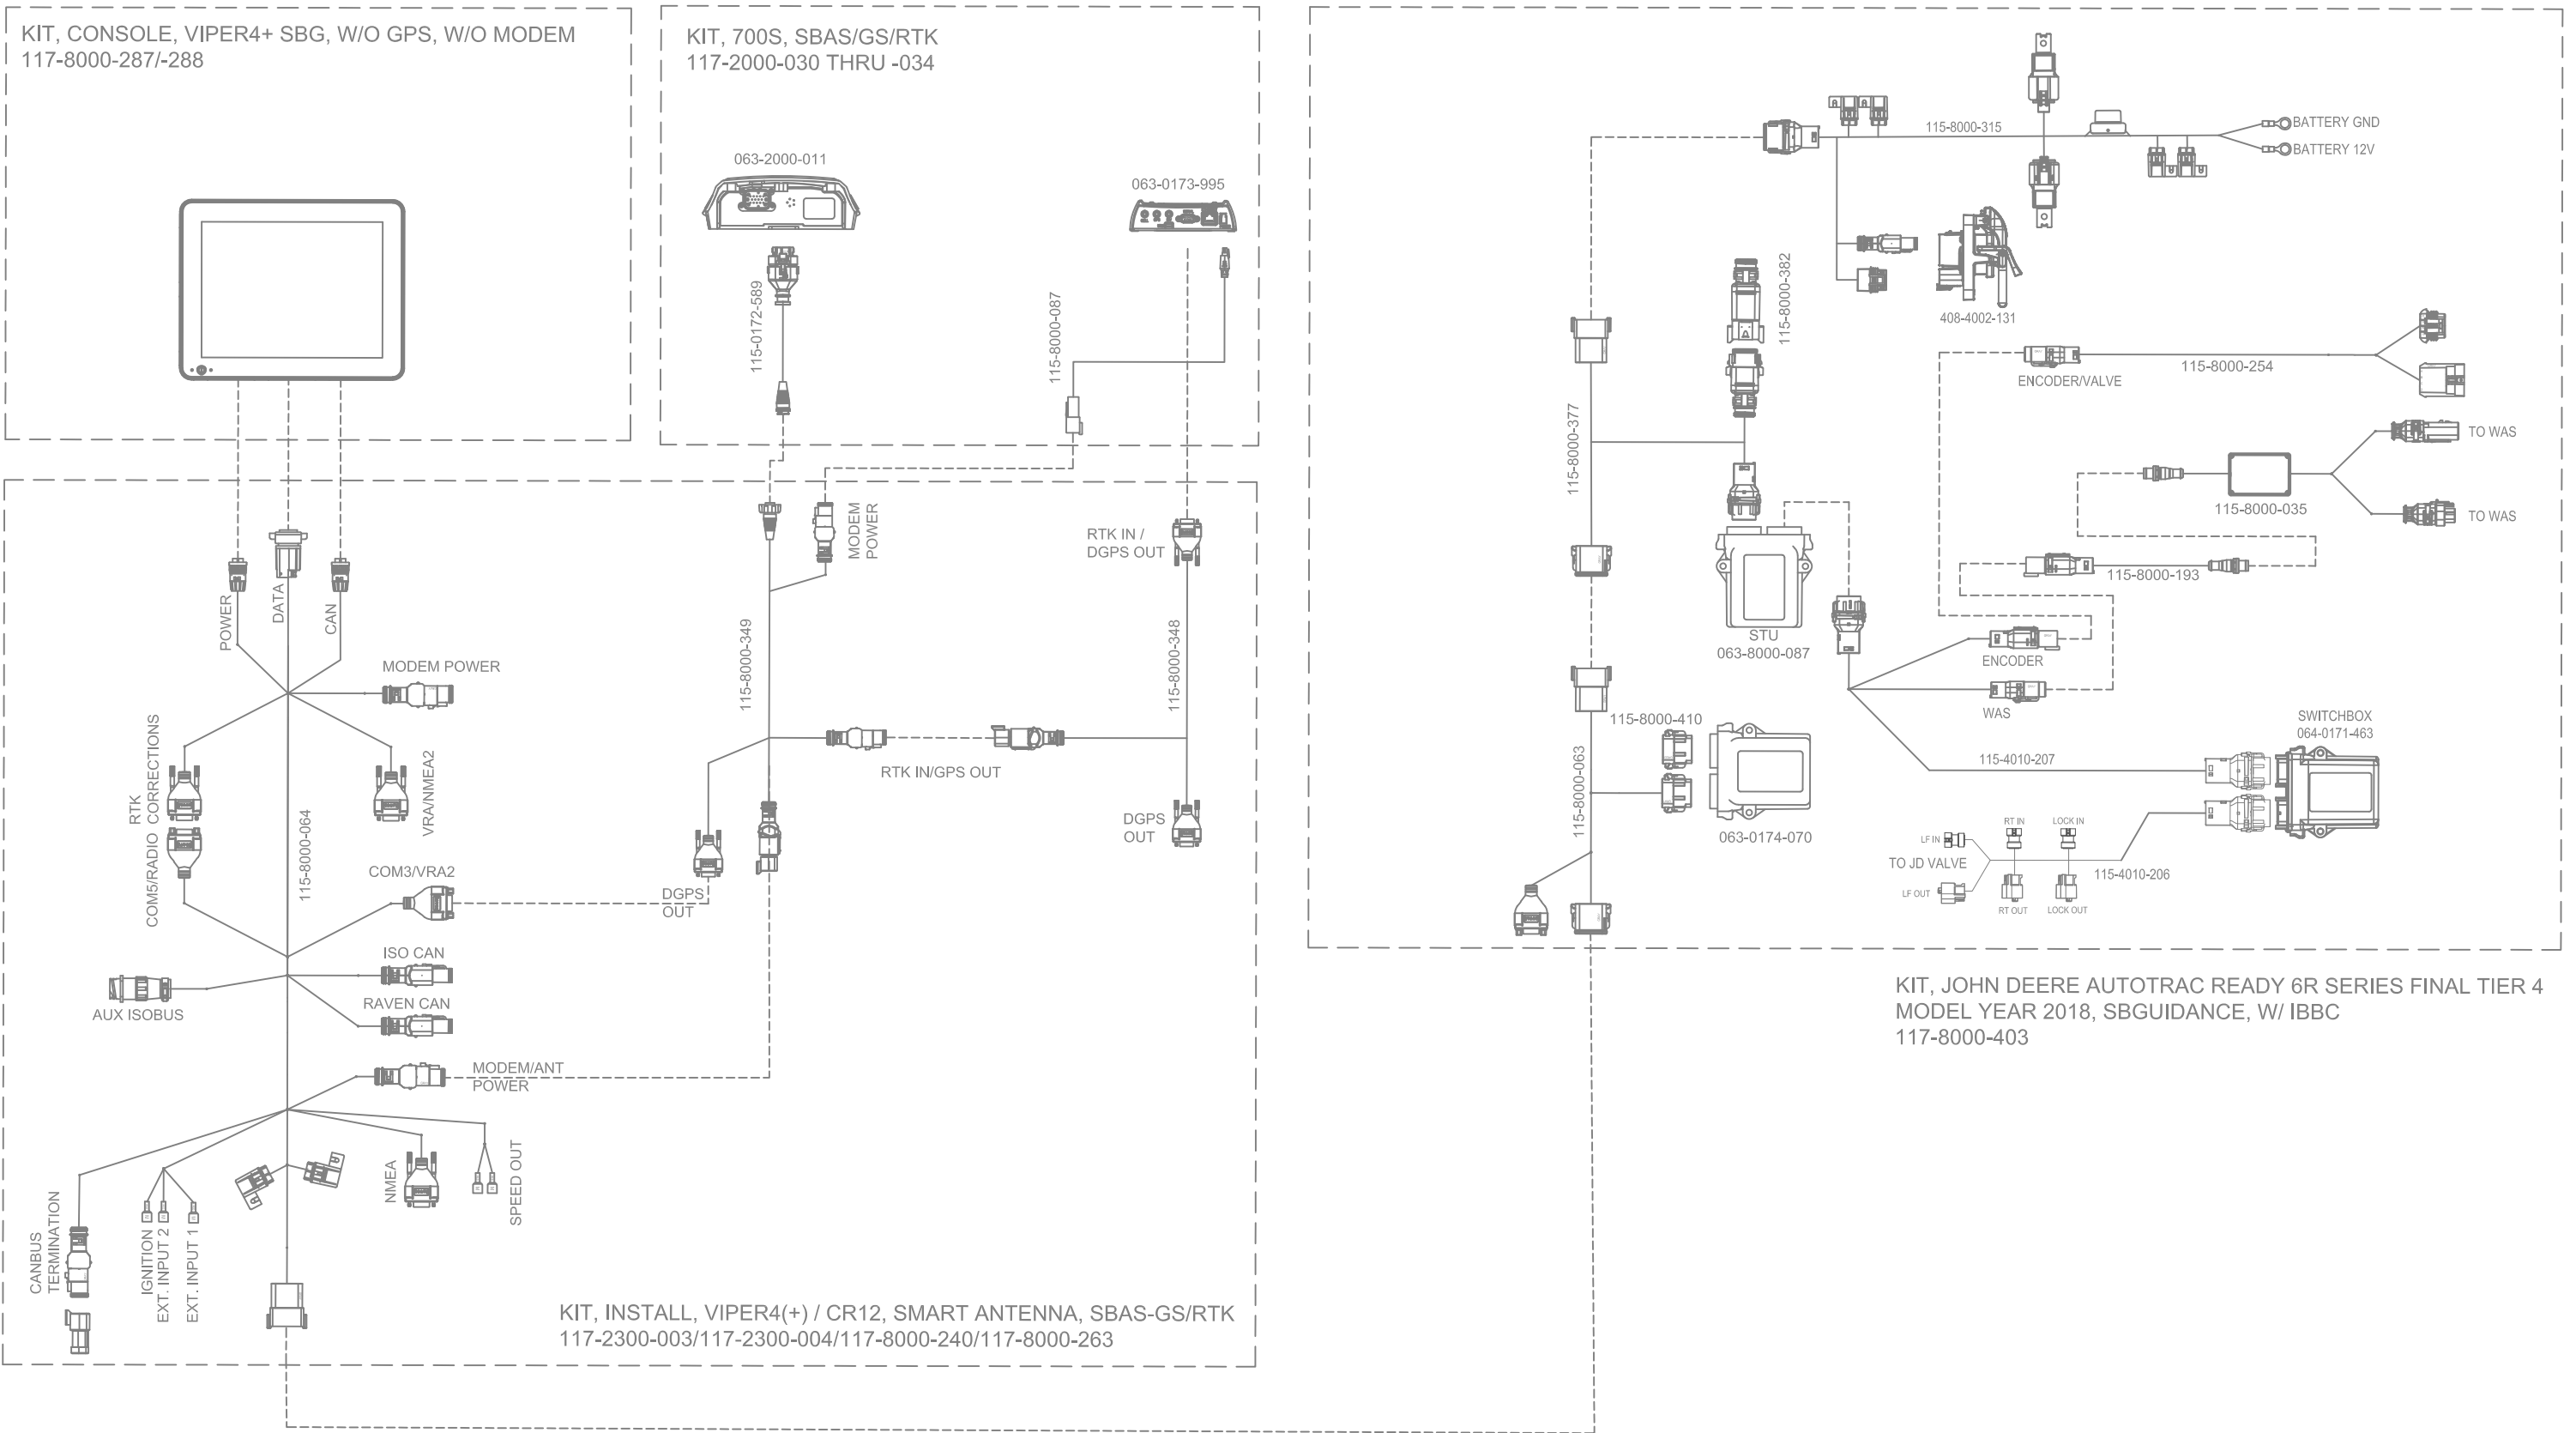 KIT, CONSOLE, VIPER4+ SBG, W/O GPS, W/O MODEM
117-8000-287/-288
KIT, 700S, SBAS/GS/RTK
117-2000-030 THRU -034
063-2000-011
063-0173-995
115-0172-589
115-8000-087
POWER
DATA
CAN
MODEM POWER
RTK
COM5/RADIO CORRECTIONS
VRA/NMEA2
115-8000-064
COM3/VRA2
ISO CAN
RAVEN CAN
AUX ISOBUS
MODEM/ANT
POWER
CANBUS
TERMINATION
IGNITION
EXT. INPUT 2
EXT. INPUT 1
NMEA
SPEED OUT
MODEM
POWER
115-8000-349
RTK IN /
DGPS OUT
115-8000-348
RTK IN/GPS OUT
DGPS
OUT
DGPS
OUT
KIT, INSTALL, VIPER4(+) / CR12, SMART ANTENNA, SBAS-GS/RTK
117-2300-003/117-2300-004/117-8000-240/117-8000-263
115-8000-315
BATTERY GND
BATTERY 12V
408-4002-131
115-8000-382
115-8000-377
ENCODER/VALVE
115-8000-254
TO WAS
115-8000-035
TO WAS
115-8000-193
STU
063-8000-087
ENCODER
WAS
115-8000-410
115-8000-063
063-0174-070
115-4010-207
SWITCHBOX
064-0171-463
RT IN
LOCK IN
LF IN
TO JD VALVE
115-4010-206
LF OUT
RT OUT
LOCK OUT
KIT, JOHN DEERE AUTOTRAC READY 6R SERIES FINAL TIER 4
MODEL YEAR 2018, SBGUIDANCE, W/ IBBC
117-8000-403